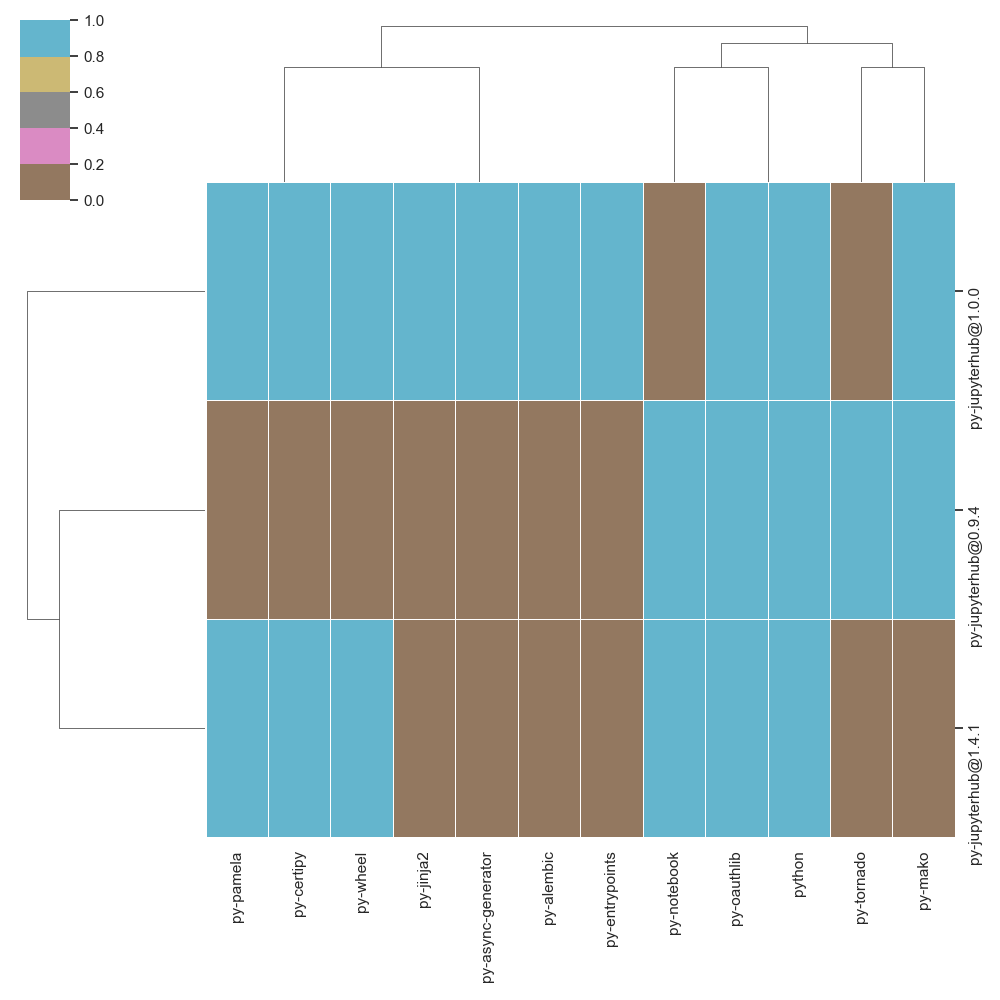 1.0
0.8
0.6
0.4
0.2
0.0
py-jupyterhub@1.0.0
py-jupyterhub@0.9.4
py-jupyterhub@1.4.1
py-pamela
py-certipy
py-wheel
py-jinja2
py-async-generator
py-alembic
py-entrypoints
py-notebook
py-oauthlib
python
py-tornado
py-mako